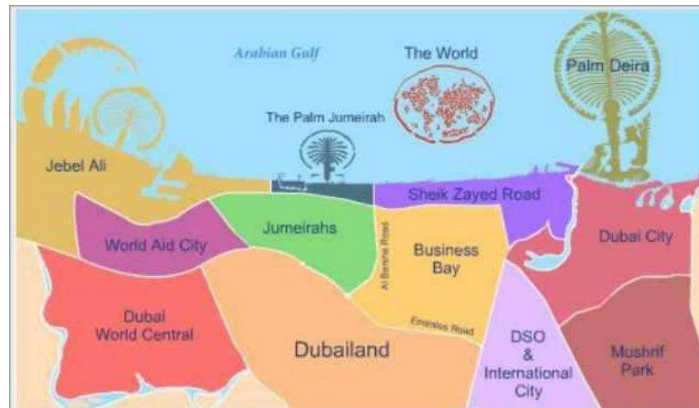 Arabian Gulf
The World
Palm Deira
The Palm Jumeirah
Jebel Ali
Sheik Zayed Road
World Aid City
Jumeirahs
Al Barsha Road
Business
Bay
Dubai City
Dubai
World Central
Dubailand
Emirates Road
DSO
&
International
City
Mushrif
Park